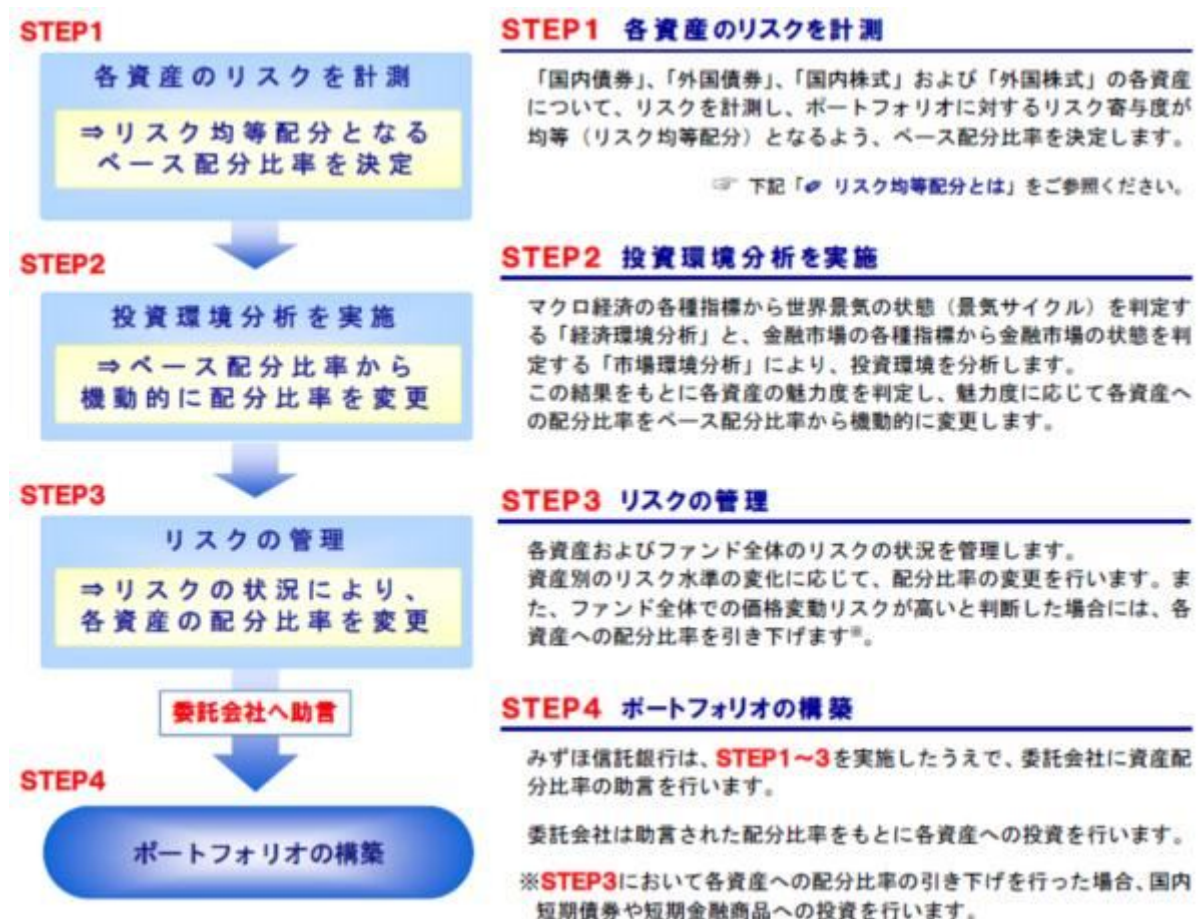 STEP1
各資産のリスクを計測
⇒リスク均等配分となる
ベース配分比率を決定
STEP2
投資環境分析を実施
⇒ベース配分比率から
機動的に配分比率を変更
STEP3
リスクの管理
⇒リスクの状況により、
各資産の配分比率を変更
委託会社へ助言
STEP4
ポートフォリオの構築
STEP1 各資産のリスクを計測
「国内債券」、「外国債券」、「国内株式」および「外国株式」の各資産
について、リスクを計測し、ポートフォリオに対するリスク寄与度が
均等（リスク均等配分）となるよう、ベース配分比率を決定します。
☞ 下記「リスク均等配分とは」をご参照ください。
STEP2 投資環境分析を実施
マクロ経済の各種指標から世界景気の状態（景気サイクル）を判定す
る「経済環境分析」と、金融市場の各種指標から金融市場の状態を判
定する「市場環境分析」により、投資環境を分析します。
この結果をもとに各資産の魅力度を判定し、魅力度に応じて各資産へ
の配分比率をベース配分比率から機動的に変更します。
STEP3 リスクの管理
各資産およびファンド全体のリスクの状況を管理します。
資産別のリスク水準の変化に応じて、配分比率の変更を行います。ま
た、ファンド全体での価格変動リスクが高いと判断した場合には、各
資産への配分比率を引き下げます※。
STEP4 ポートフォリオの構築
みずほ信託銀行は、STEP1～3を実施したうえで、委託会社に資産配
分比率の助言を行います。
委託会社は助言された配分比率をもとに各資産への投資を行います。
※STEP3において各資産への配分比率の引き下げを行った場合、国内
短期債券や短期金融商品への投資を行います。